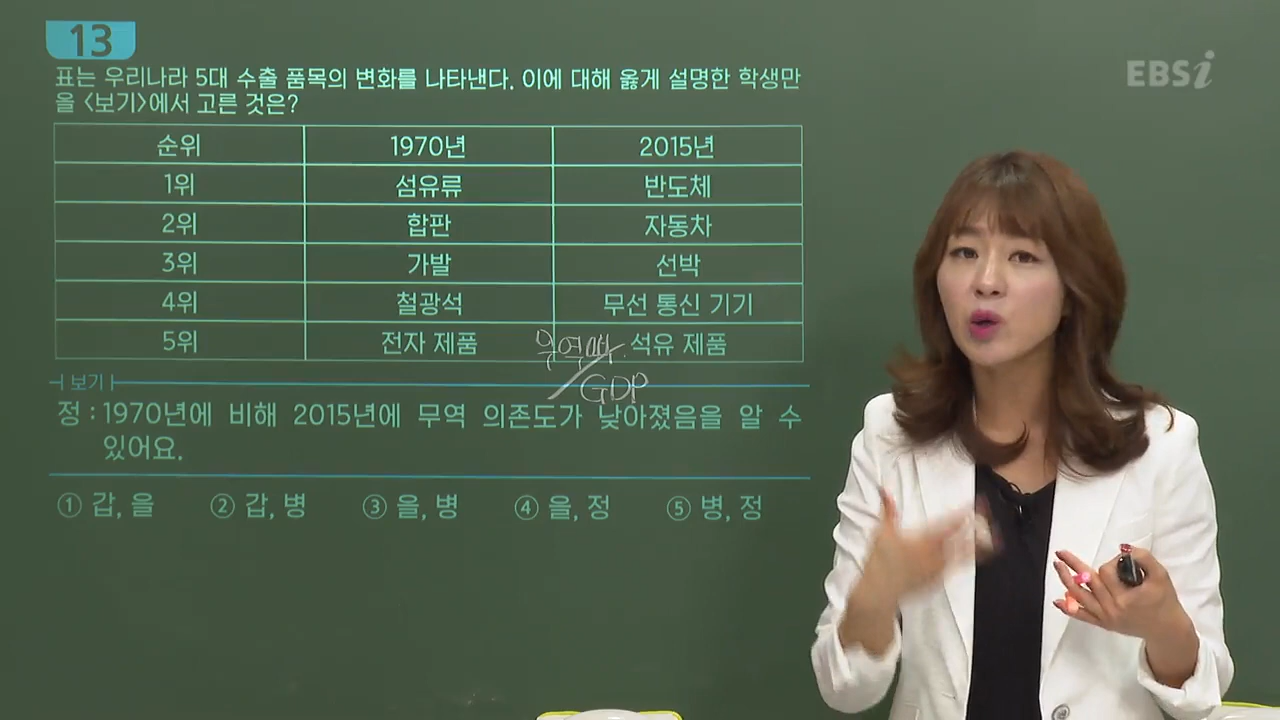 13
EBSi
표는 우리나라 5대 수출 품목의 변화를 나타낸다. 이에 대해 옳게 설명한 학생만
을 <보기>에서 고른 것은?
순위 1970년 2015년
1위 섬유류 반도체
2위 합판 자동차
3위 가발 선박
4위 철광석 무선 통신 기기
5위 전자 제품 석유 제품
GDP
보기
정 : 1970년에 비해 2015년에 무역 의존도가 낮아졌음을 알 수
있어요.
① 갑, 을 ② 갑, 병 ③ 을, 병 ④ 을, 정 ⑤ 병, 정